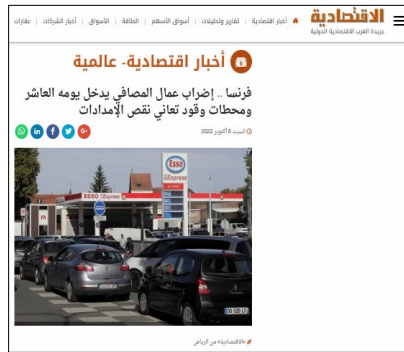 الاقتصادية
جريدة العرب الاقتصادية الدولية
أخبار اقتصادية | تقارير وتحليلات | أسواق الأسهم | الطاقة | الأسواق | أخبار الشركات | عقارات
أخبار اقتصادية- عالمية
فرنسا .. إضراب عمال المصافي يدخل يومه العاشر
ومحطات وقود تعاني نقص الإمدادات
السبت 8 أكتوبر 2022
Esso
Express
ESSO Express
«الاقتصادية» من الرياض